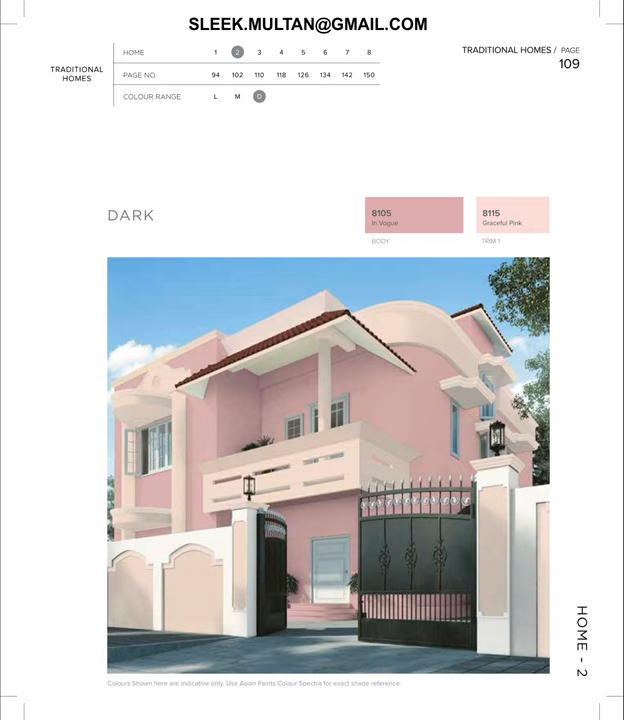 SLEEK.MULTAN@GMAIL.COM
TRADITIONAL HOMES
HOME 1 2 3 4 5 6 7 8
PAGE NO. 94 102 110 118 126 134 142 150
COLOUR RANGE L M D
TRADITIONAL HOMES / PAGE
109
DARK
8105
In Vogue
BODY
8115
Graceful Pink
TRIM 1
HOME - 2
Colours Shown here are indicative only. Use Asian Paints Colour Spectra for exact shade reference.